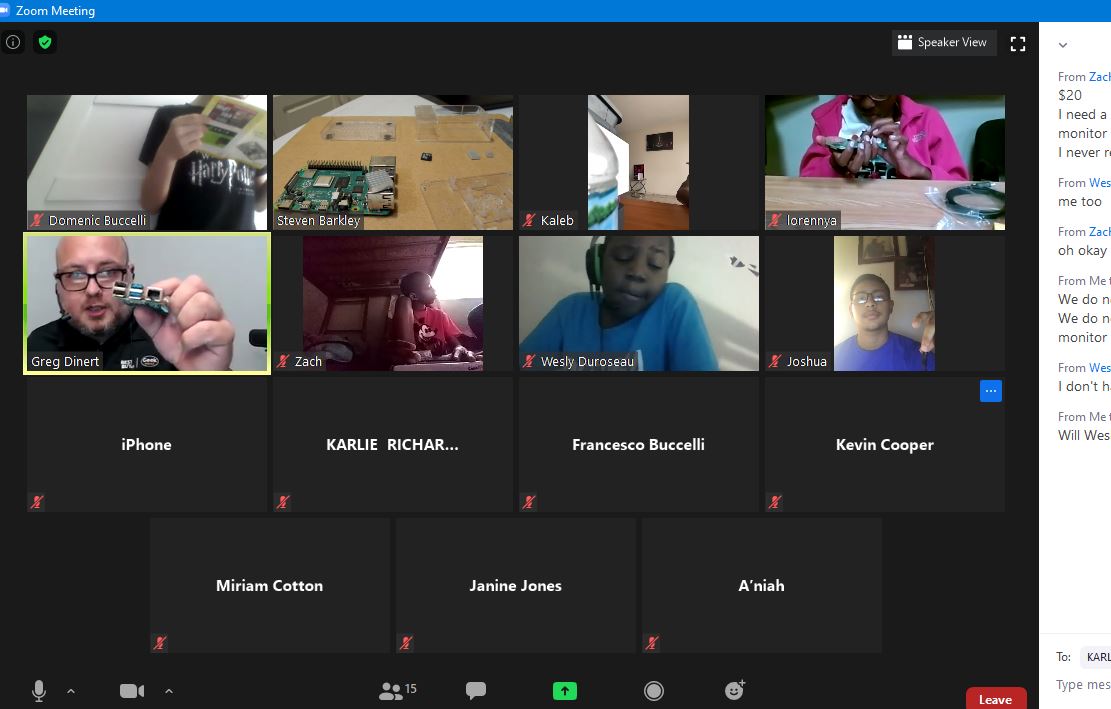 Zoom Meeting
Speaker View
Domenic Buccelli
Harry Potter
Steven Barkley
Kaleb
lorennya
Greg Dinert
Geek
Zach
Wesly Duroseau
Joshua
iPhone
KARLIE RICHAR...
Francesco Buccelli
Kevin Cooper
Miriam Cotton
Janine Jones
A'niah
15
Leave
From Zach
$20
I need a
monitor
I never r
From Wes
me too
From Zach
oh okay
From Me t
We do n
We do n
monitor
From Wes
I don't h
From Me t
Will Wes
To: KARL
Type mes